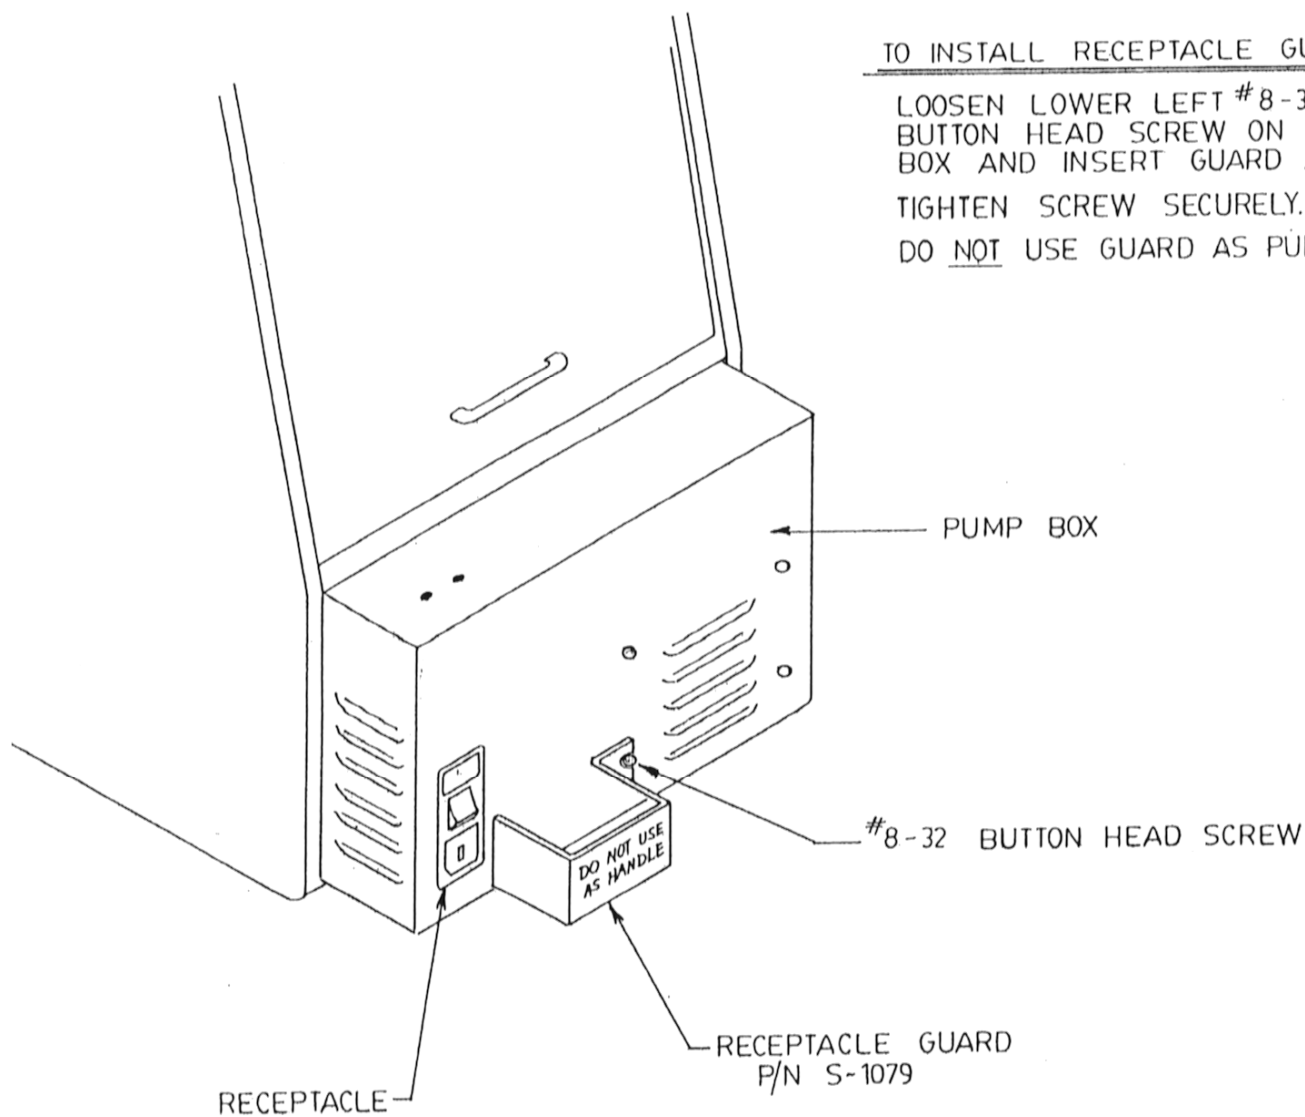 TO INSTALL RECEPTACLE
LOOSEN LOWER LEFT #8-3
BUTTON HEAD SCREW ON
BOX AND INSERT GUARD
TIGHTEN SCREW SECURELY.
DO NOT USE GUARD AS
PUMP BOX
#8-32 BUTTON HEAD SCREW
DO NOT USE
AS HANDLE
RECEPTACLE GUARD
P/N S-1079
RECEPTACLE